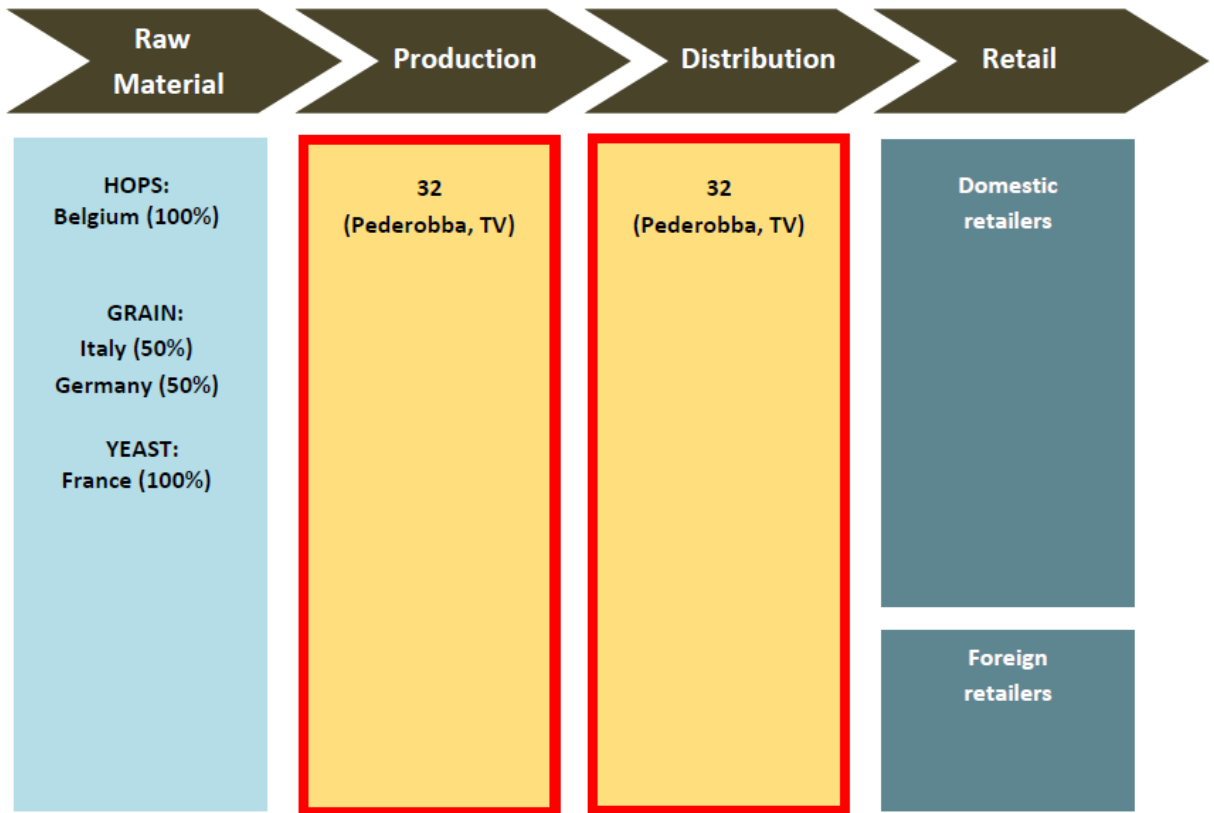 Raw
Material
Production
Distribution
Retail
HOPS:
Belgium (100%)
GRAIN:
Italy (50%)
Germany (50%)
YEAST:
France (100%)
32
(Pederobba, TV)
32
(Pederobba, TV)
Domestic
retailers
Foreign
retailers